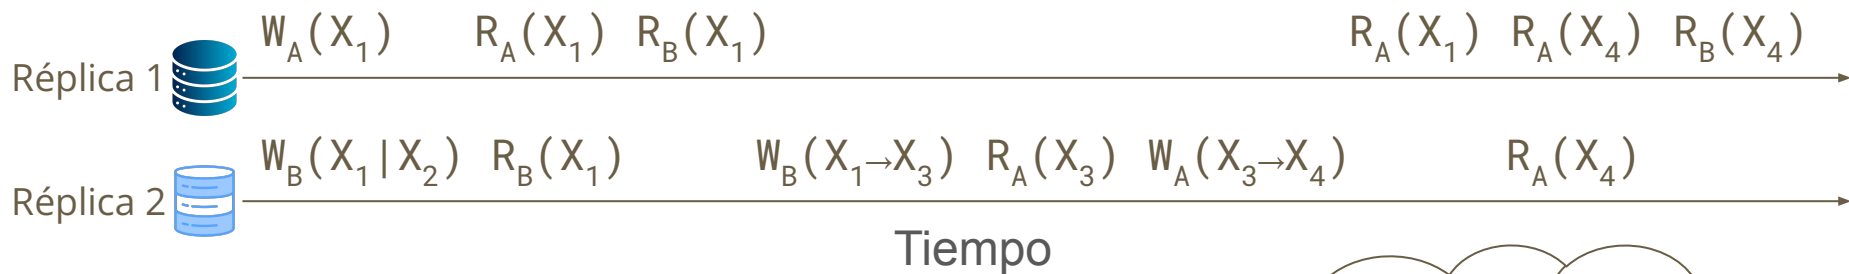 W_A(X_1) R_A(X_1) R_B(X_1) R_A(X_1) R_A(X_4) R_B(X_4)
Réplica 1
W_B(X_1|X_2) R_B(X_1) W_B(X_1→X_3) R_A(X_3) W_A(X_3→X_4) R_A(X_4)
Réplica 2
Tiempo